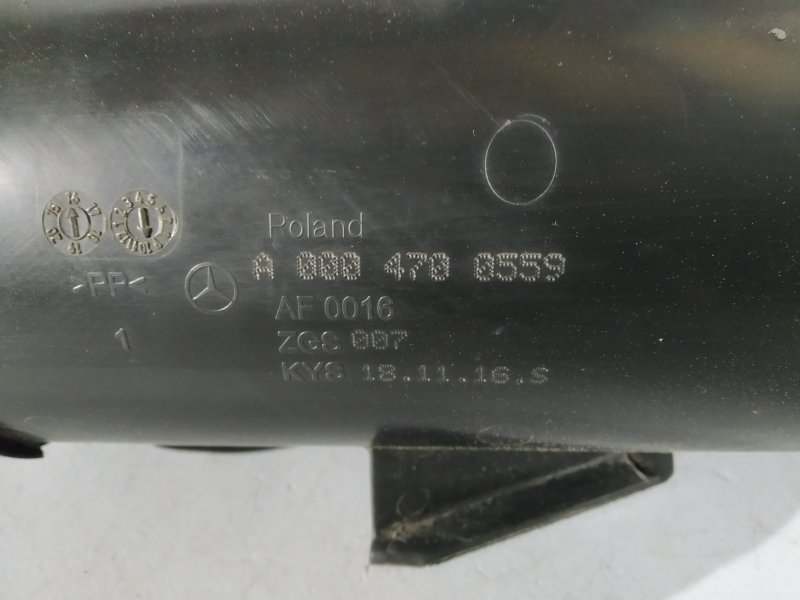 Poland
A 000 470 0559
AF 0016
ZGS 007
KYS 18.11.16.S
>PP<
1